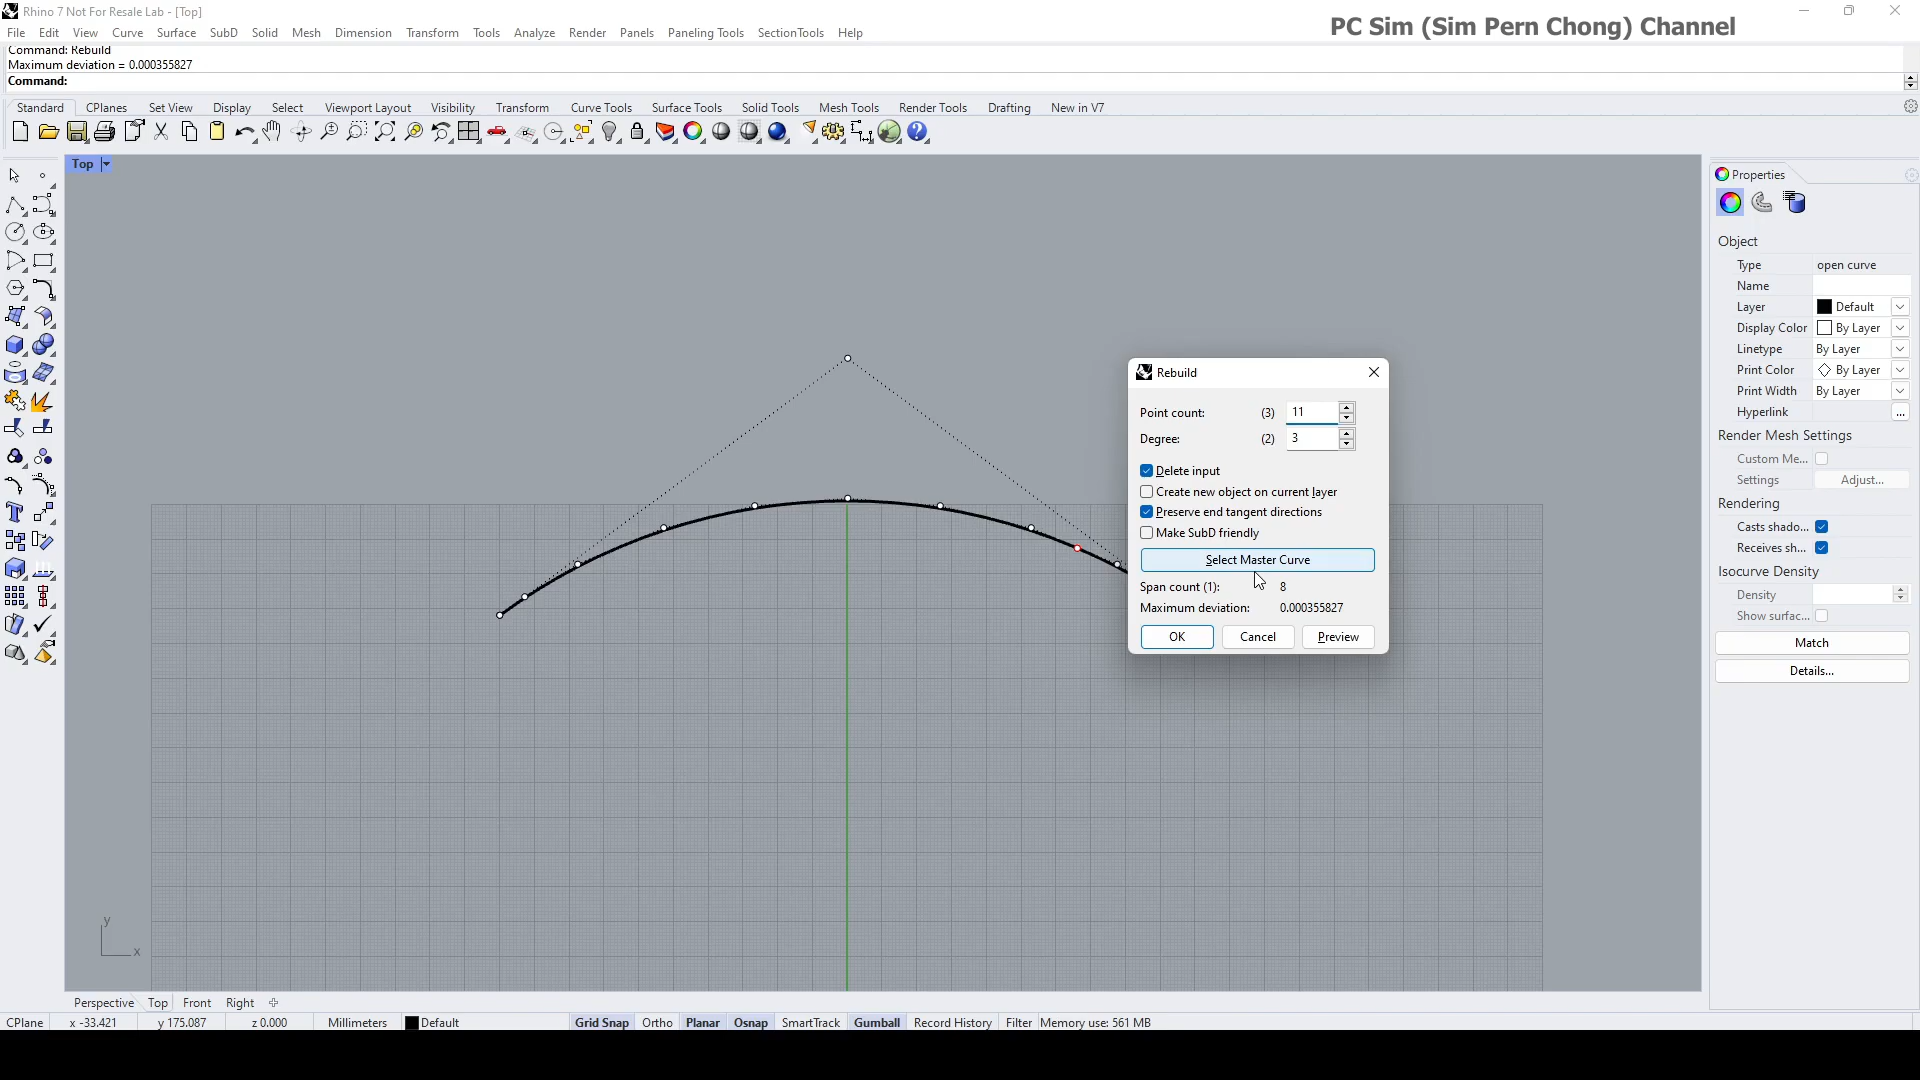 Rhino 7 Not For Resale Lab - [Top]
PC Sim (Sim Pern Chong) Channel
File Edit View Curve Surface SubD Solid Mesh Dimension Transform Tools Analyze Render Panels Paneling Tools SectionTools Help
Command: Rebuild
Maximum deviation = 0.000355827
Command:
Standard CPlanes Set View Display Select Viewport Layout Visibility Transform Curve Tools Surface Tools Solid Tools Mesh Tools Render Tools Drafting New in V7
Top
Properties
Object
Type open curve
Name
Layer Default
Display Color By Layer
Linetype By Layer
Print Color By Layer
Print Width By Layer
Hyperlink ...
Render Mesh Settings
Custom Me...
Settings Adjust...
Rendering
Casts shado...
Receives sh...
Isocurve Density
Density
Show surfac...
Match
Details...
Rebuild
Point count: (3) 11
Degree: (2) 3
Delete input
Create new object on current layer
Preserve end tangent directions
Make SubD friendly
Select Master Curve
Span count (1): 8
Maximum deviation: 0.000355827
OK Cancel Preview
y
x
Perspective Top Front Right
CPlane x -33.421 y 175.087 z 0.000 Millimeters Default Grid Snap Ortho Planar Osnap SmartTrack Gumball Record History Filter Memory use: 561 MB